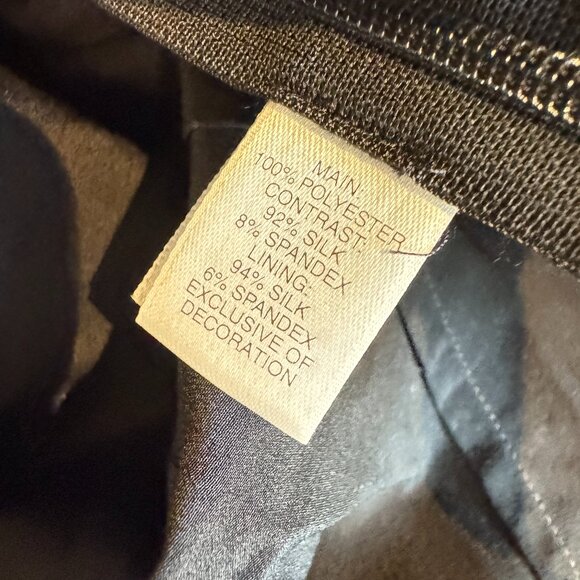 MAIN:
100% POLYESTER
CONTRAST:
92% SILK
8% SPANDEX
LINING:
94% SILK
6% SPANDEX
EXCLUSIVE OF
DECORATION